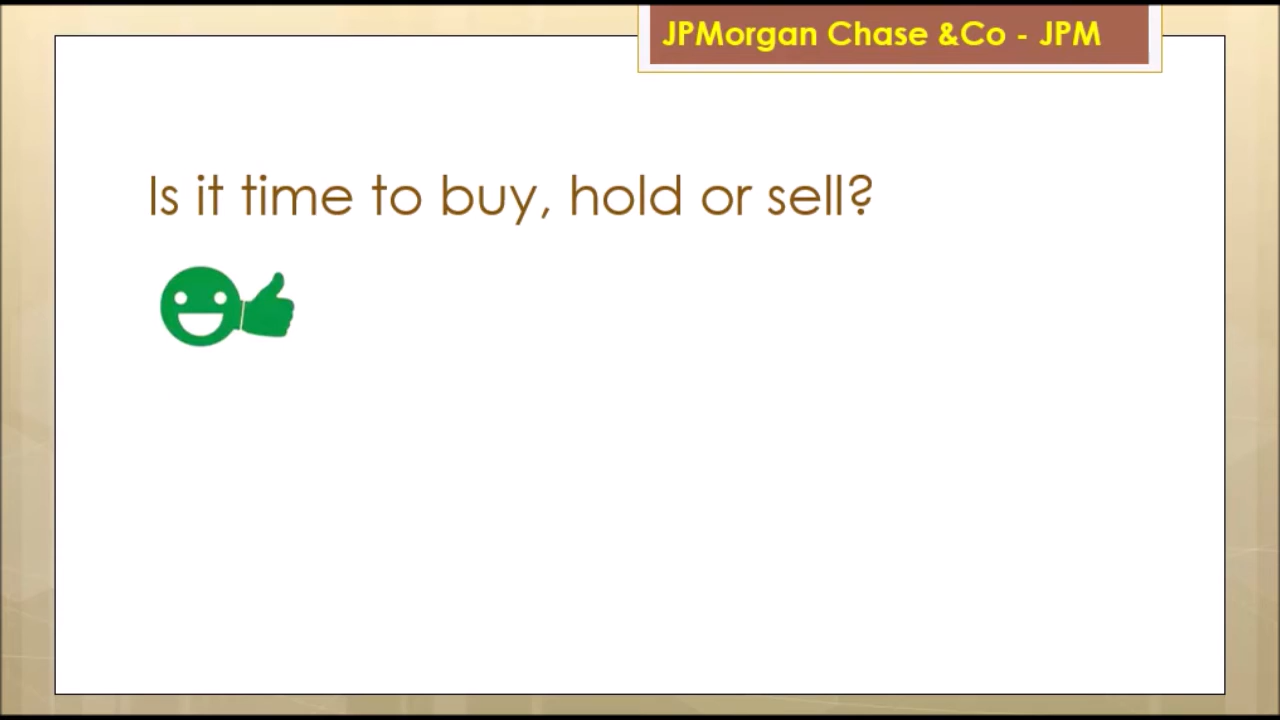 JPMorgan Chase &Co - JPM
Is it time to buy, hold or sell?